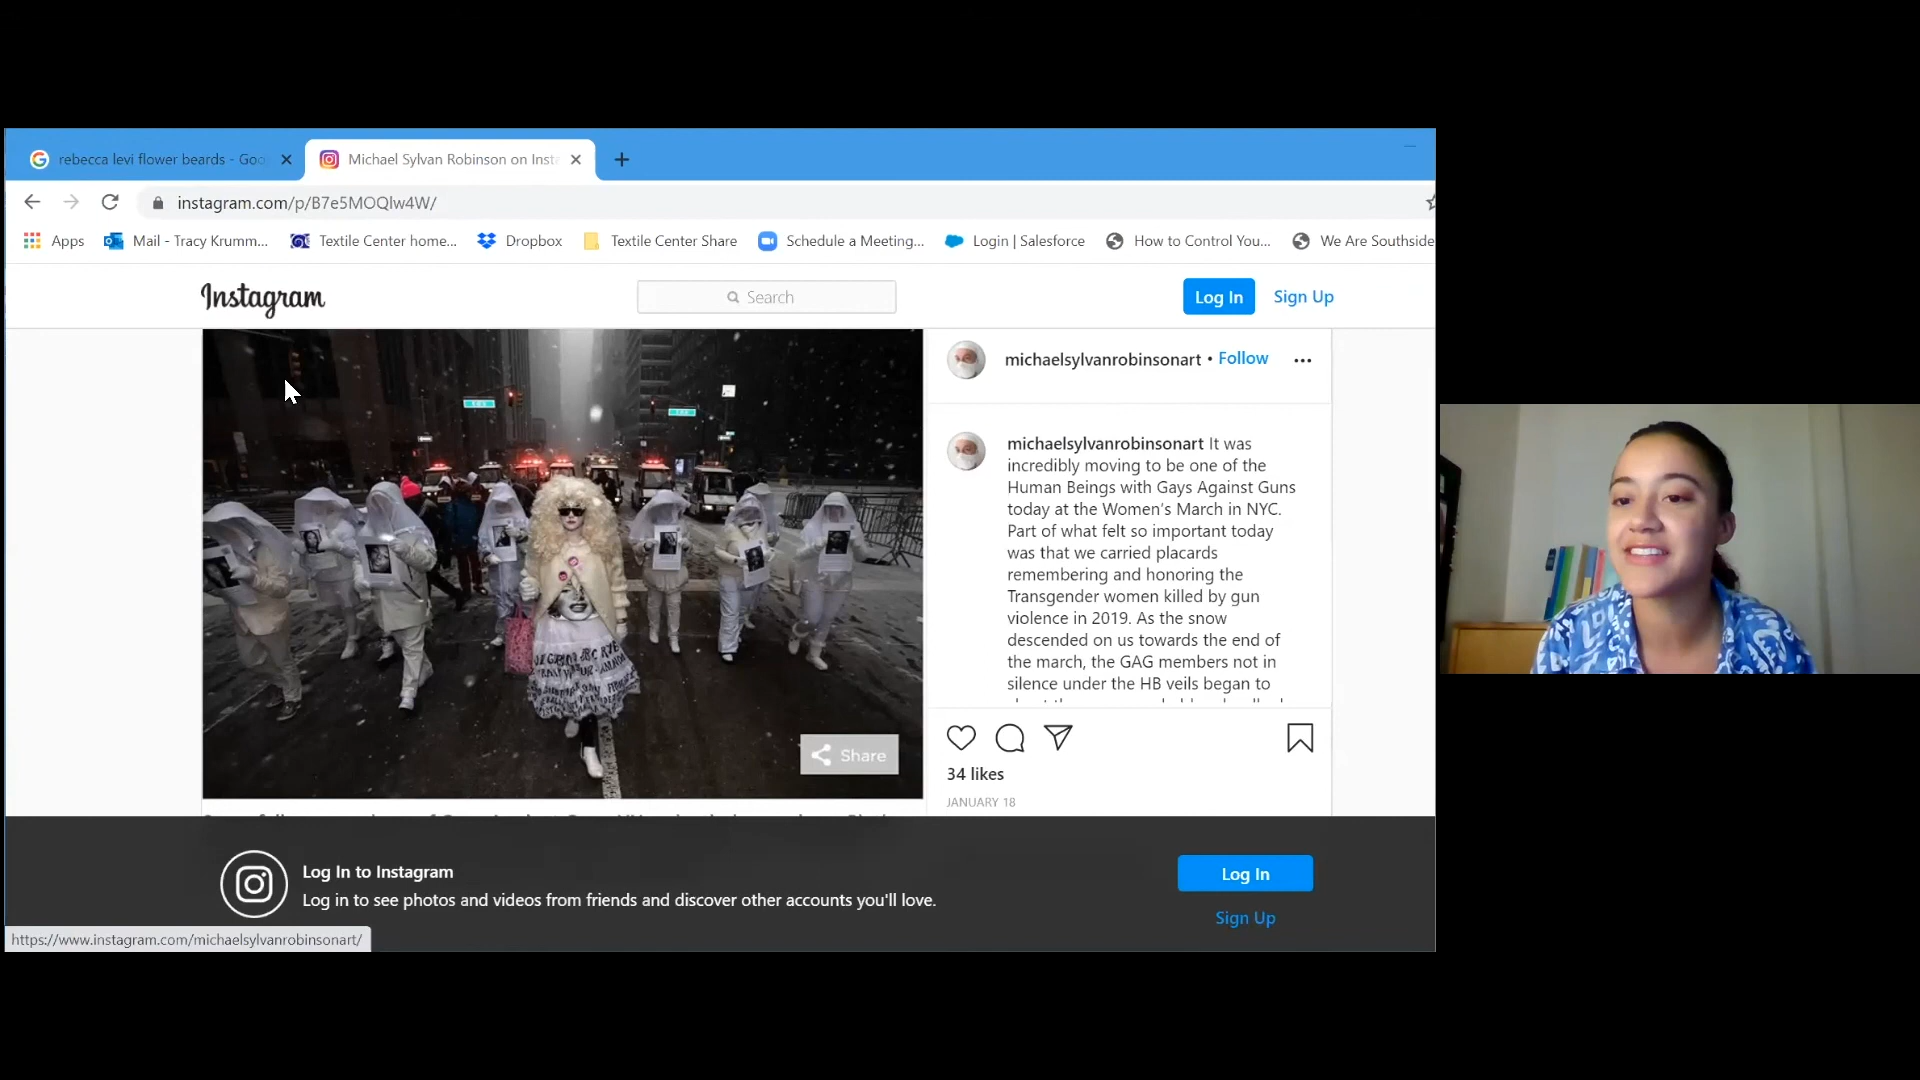 rebecca levi flower beards - Goo
Michael Sylvan Robinson on Inst
instagram.com/p/B7e5MOQlw4W/
Apps
Mail - Tracy Krumm...
Textile Center home...
Dropbox
Textile Center Share
Schedule a Meeting...
Login | Salesforce
How to Control You...
We Are Southside
Instagram
Search
Log In
Sign Up
michaelsylvanrobinsonart • Follow
michaelsylvanrobinsonart It was
incredibly moving to be one of the
Human Beings with Gays Against Guns
today at the Women's March in NYC.
Part of what felt so important today
was that we carried placards
remembering and honoring the
Transgender women killed by gun
violence in 2019. As the snow
descended on us towards the end of
the march, the GAG members not in
silence under the HB veils began to
Share
34 likes
JANUARY 18
Log In to Instagram
Log in to see photos and videos from friends and discover other accounts you'll love.
Log In
Sign Up
https://www.instagram.com/michaelsylvanrobinsonart/